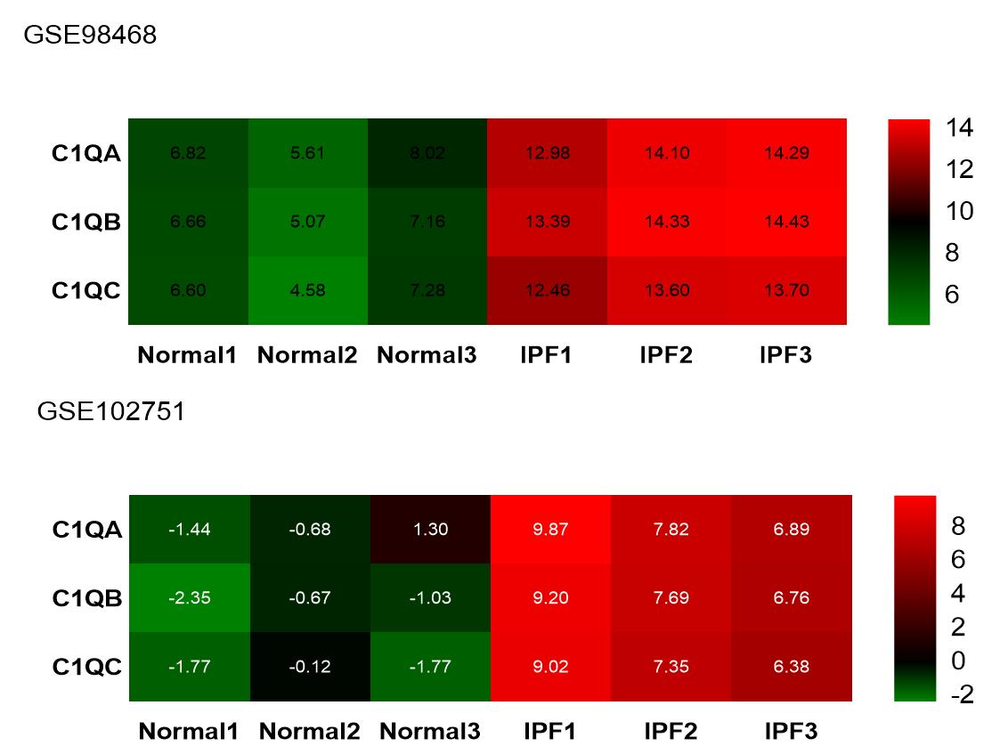 GSE98468
C1QA 6.82 5.61 8.02 12.98 14.10 14.29
C1QB 6.66 5.07 7.16 13.39 14.33 14.43
C1QC 6.60 4.58 7.28 12.46 13.60 13.70
Normal1 Normal2 Normal3 IPF1 IPF2 IPF3
14
12
10
8
6
GSE102751
C1QA -1.44 -0.68 1.30 9.87 7.82 6.89
C1QB -2.35 -0.67 -1.03 9.20 7.69 6.76
C1QC -1.77 -0.12 -1.77 9.02 7.35 6.38
Normal1 Normal2 Normal3 IPF1 IPF2 IPF3
8
6
4
2
0
-2